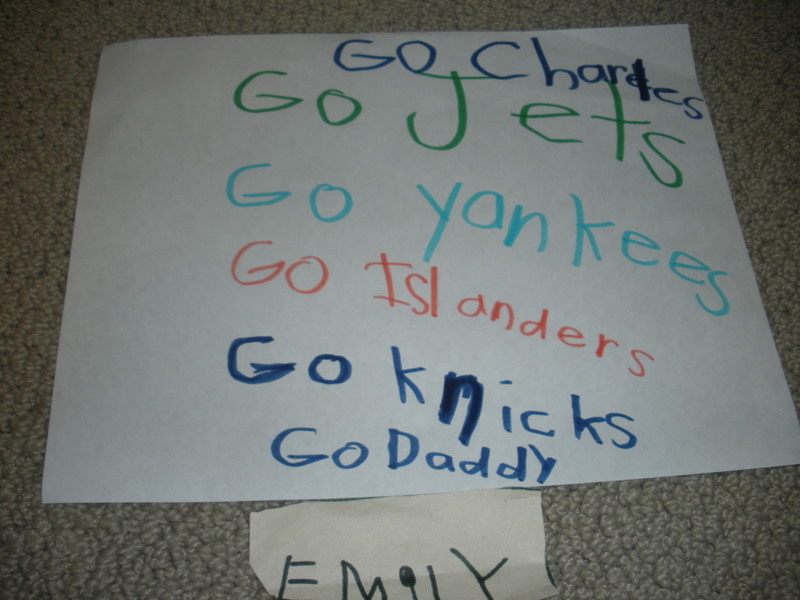 GO Charles
Go Jets
Go yankees
Go Islanders
Go knicks
Go Daddy
EMilY